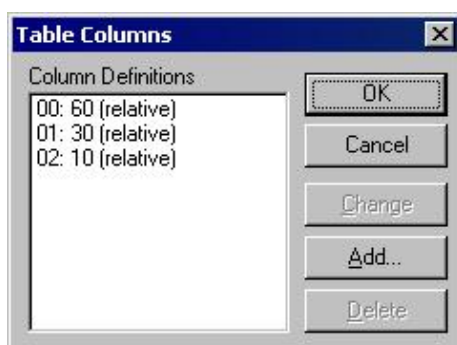 Table Columns
Column Definitions
00: 60 (relative)
01: 30 (relative)
02: 10 (relative)
OK
Cancel
Change
Add...
Delete